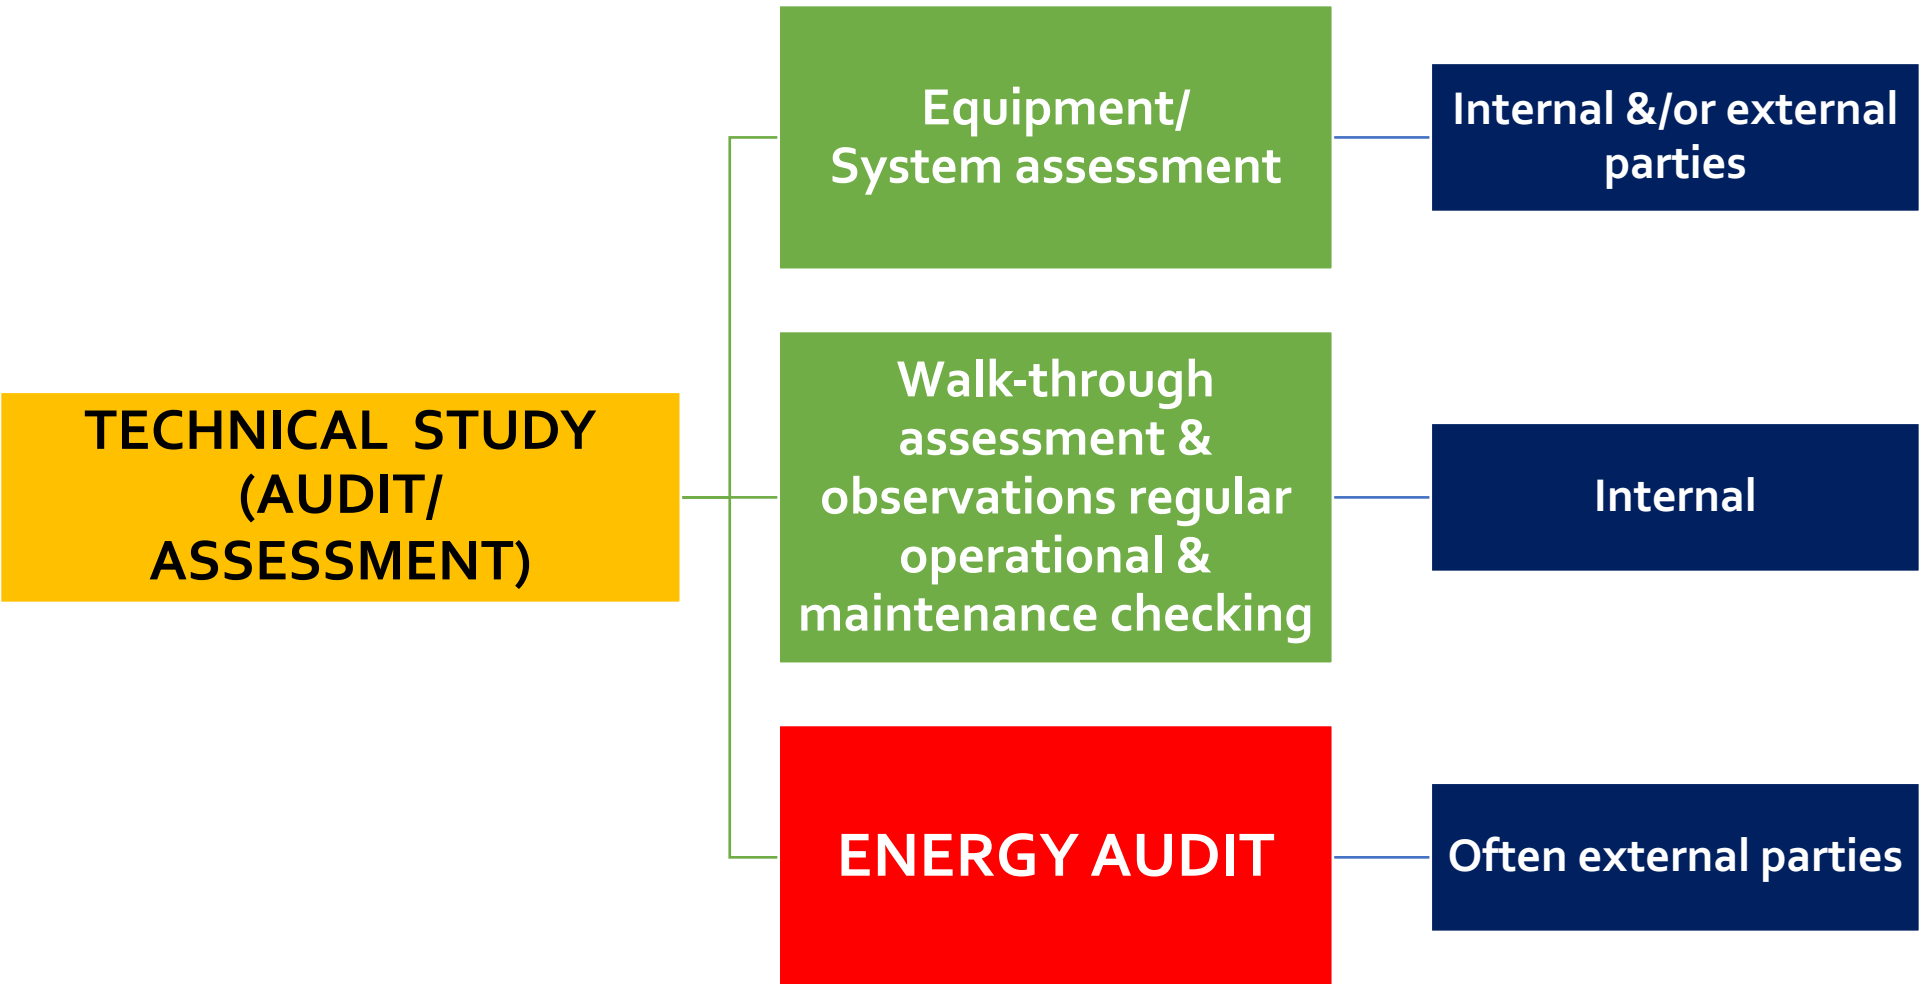 TECHNICAL STUDY
(AUDIT/
ASSESSMENT)
Equipment/
System assessment
Internal &/or external
parties
Walk-through
assessment &
observations regular
operational &
maintenance checking
Internal
ENERGY AUDIT
Often external parties